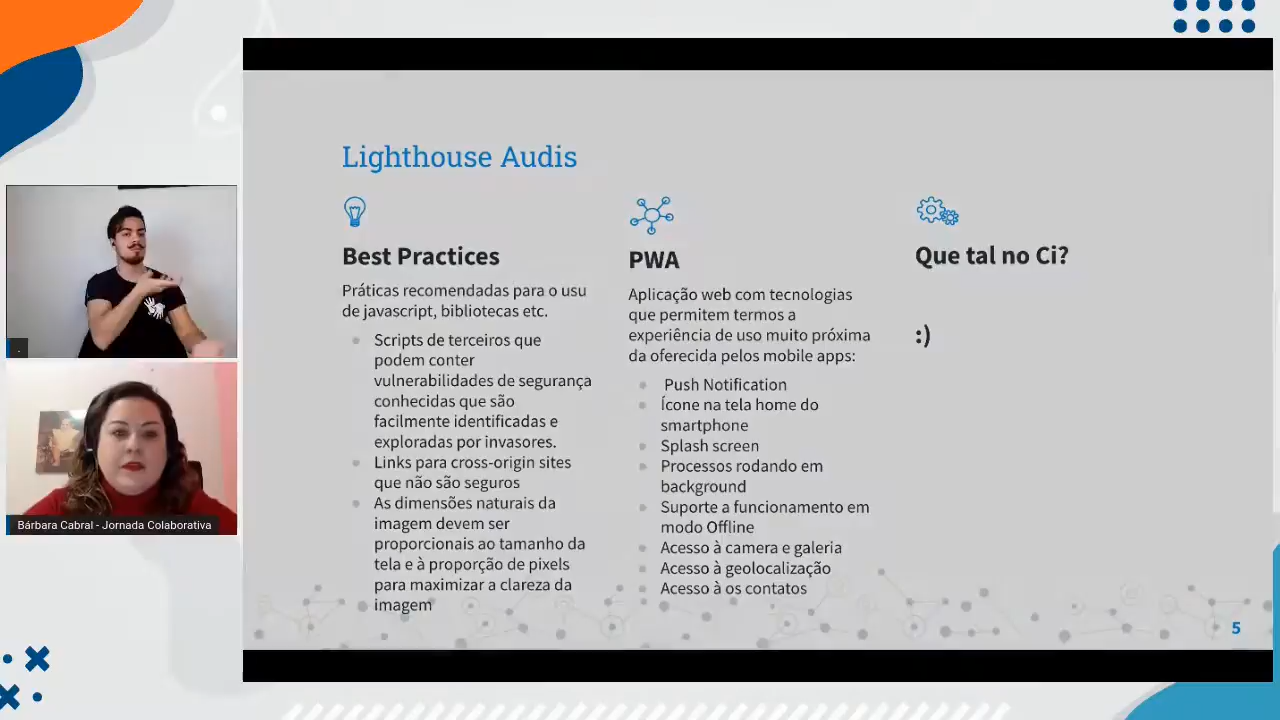 Lighthouse Audis
Best Practices
Práticas recomendadas para o usu
de javascript, bibliotecas etc.
Scripts de terceiros que
podem conter
vulnerabilidades de segurança
conhecidas que são
facilmente identificadas e
exploradas por invasores.
Links para cross-origin sites
que não são seguros
As dimensões naturais da
imagem devem ser
proporcionais ao tamanho da
tela e à proporção de pixels
para maximizar a clareza da
imagem
PWA
Aplicação web com tecnologias
que permitem termos a
experiência de uso muito próxima
da oferecida pelos mobile apps:
Push Notification
Ícone na tela home do
smartphone
Splash screen
Processos rodando em
background
Suporte a funcionamento em
modo Offline
Acesso à camera e galeria
Acesso à geolocalização
Acesso à os contatos
Que tal no Ci?
:)
5
.
Bárbara Cabral - Jornada Colaborativa